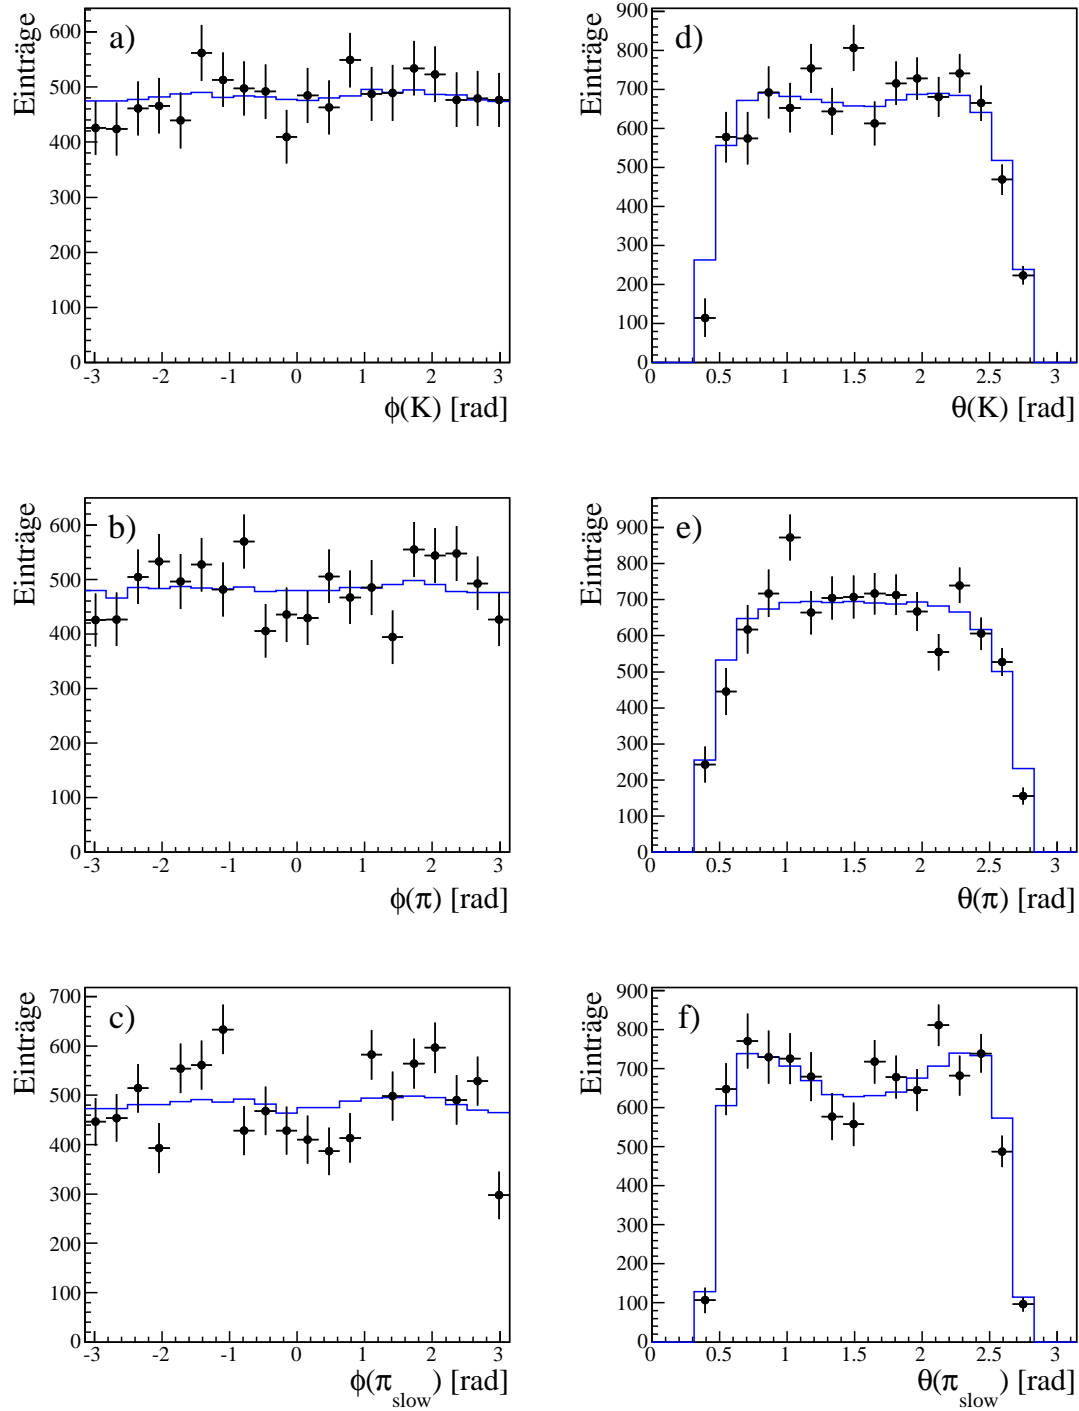 Einträge
a)
600
500
400
300
200
100
0
-3 -2 -1 0 1 2 3
ϕ(K) [rad]
Einträge
d)
900
800
700
600
500
400
300
200
100
0
0 0.5 1 1.5 2 2.5 3
θ(K) [rad]
Einträge
b)
600
500
400
300
200
100
0
-3 -2 -1 0 1 2 3
ϕ(π) [rad]
Einträge
e)
900
800
700
600
500
400
300
200
100
0
0 0.5 1 1.5 2 2.5 3
θ(π) [rad]
Einträge
c)
700
600
500
400
300
200
100
0
-3 -2 -1 0 1 2 3
ϕ(π_slow) [rad]
Einträge
f)
900
800
700
600
500
400
300
200
100
0
0 0.5 1 1.5 2 2.5 3
θ(π_slow) [rad]